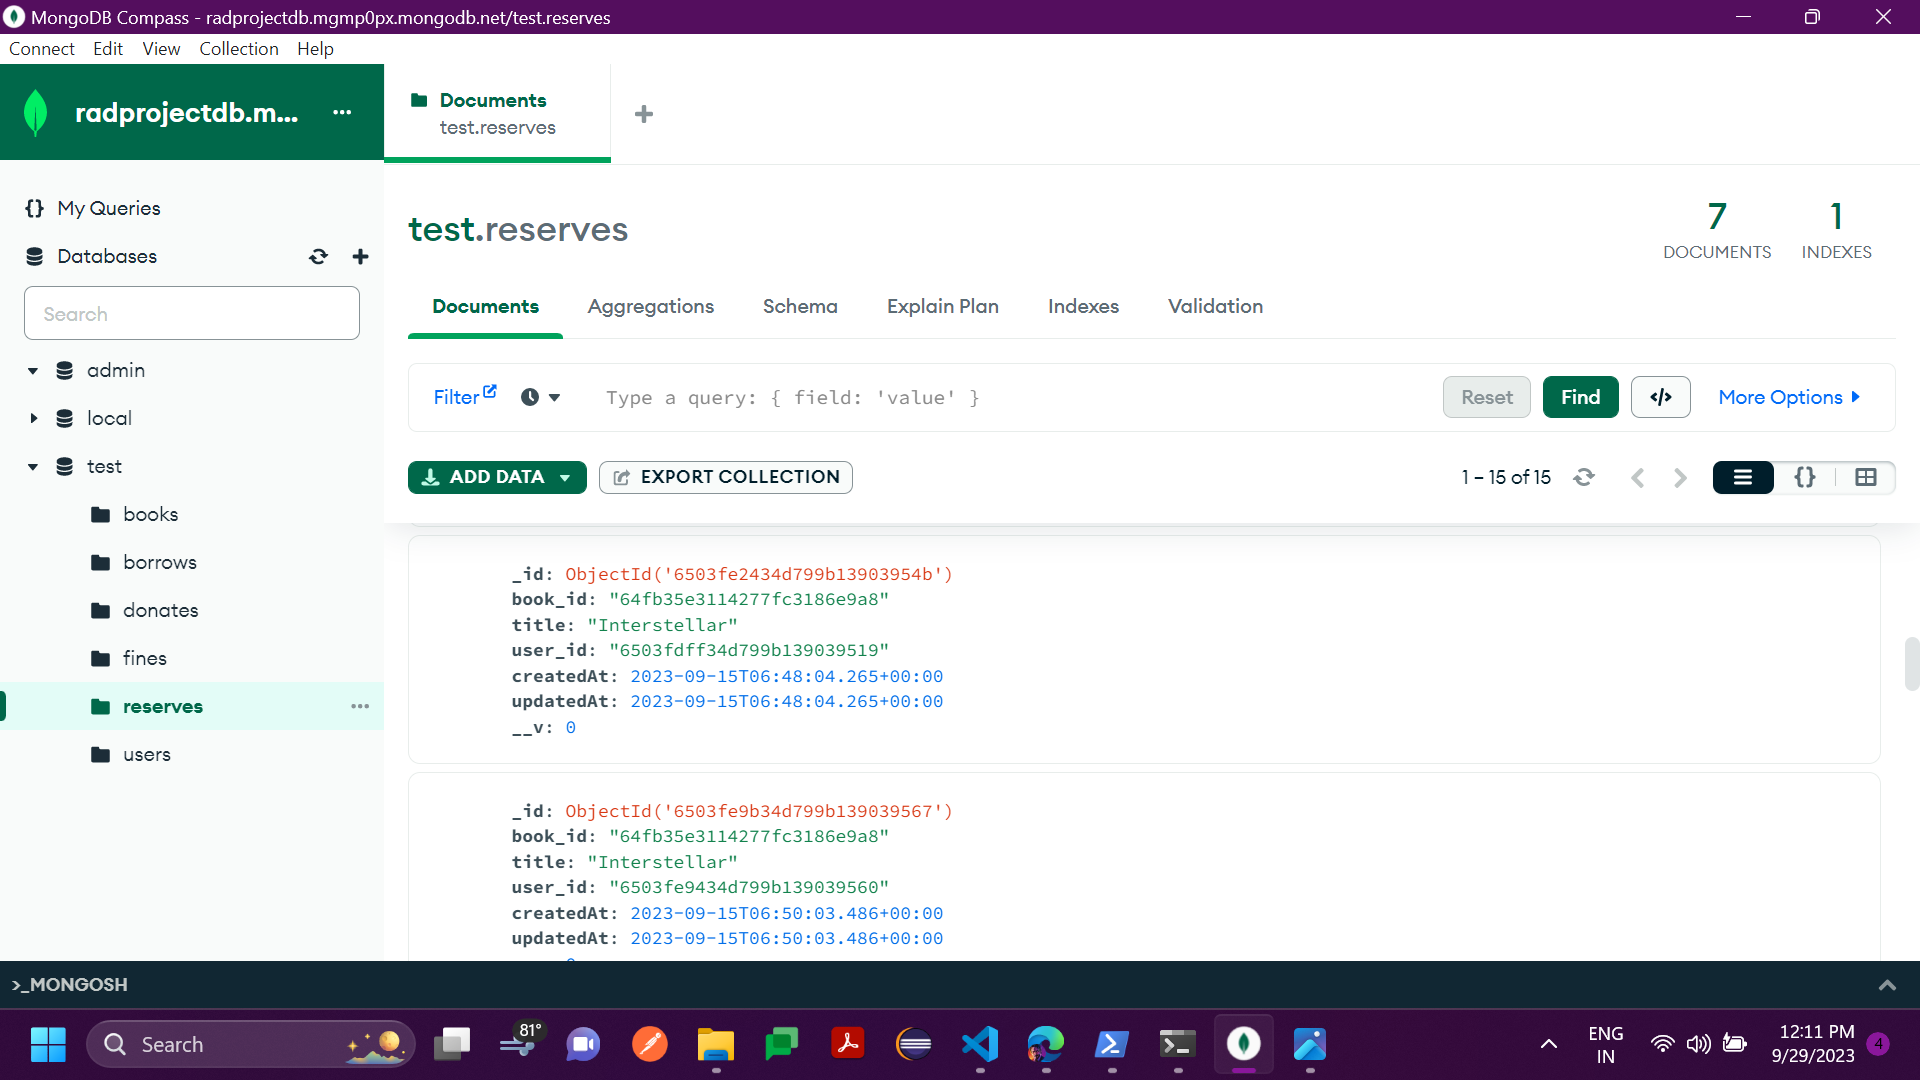 MongoDB Compass - radprojectdb.mgmp0px.mongodb.net/test.reserves
Connect Edit View Collection Help
radprojectdb.m...
Documents
test.reserves
{} My Queries
Databases
Search
admin
local
test
books
borrows
donates
fines
reserves
users
test.reserves
7
DOCUMENTS
1
INDEXES
Documents Aggregations Schema Explain Plan Indexes Validation
Filter Type a query: { field: 'value' } Reset Find </> More Options
ADD DATA EXPORT COLLECTION 1 – 15 of 15 {}
_id: ObjectId('6503fe2434d799b13903954b')
book_id: "64fb35e3114277fc3186e9a8"
title: "Interstellar"
user_id: "6503fdff34d799b139039519"
createdAt: 2023-09-15T06:48:04.265+00:00
updatedAt: 2023-09-15T06:48:04.265+00:00
__v: 0
_id: ObjectId('6503fe9b34d799b139039567')
book_id: "64fb35e3114277fc3186e9a8"
title: "Interstellar"
user_id: "6503fe9434d799b139039560"
createdAt: 2023-09-15T06:50:03.486+00:00
updatedAt: 2023-09-15T06:50:03.486+00:00
>_MONGOSH
Search
81°
ENG
IN
12:11 PM
9/29/2023
4